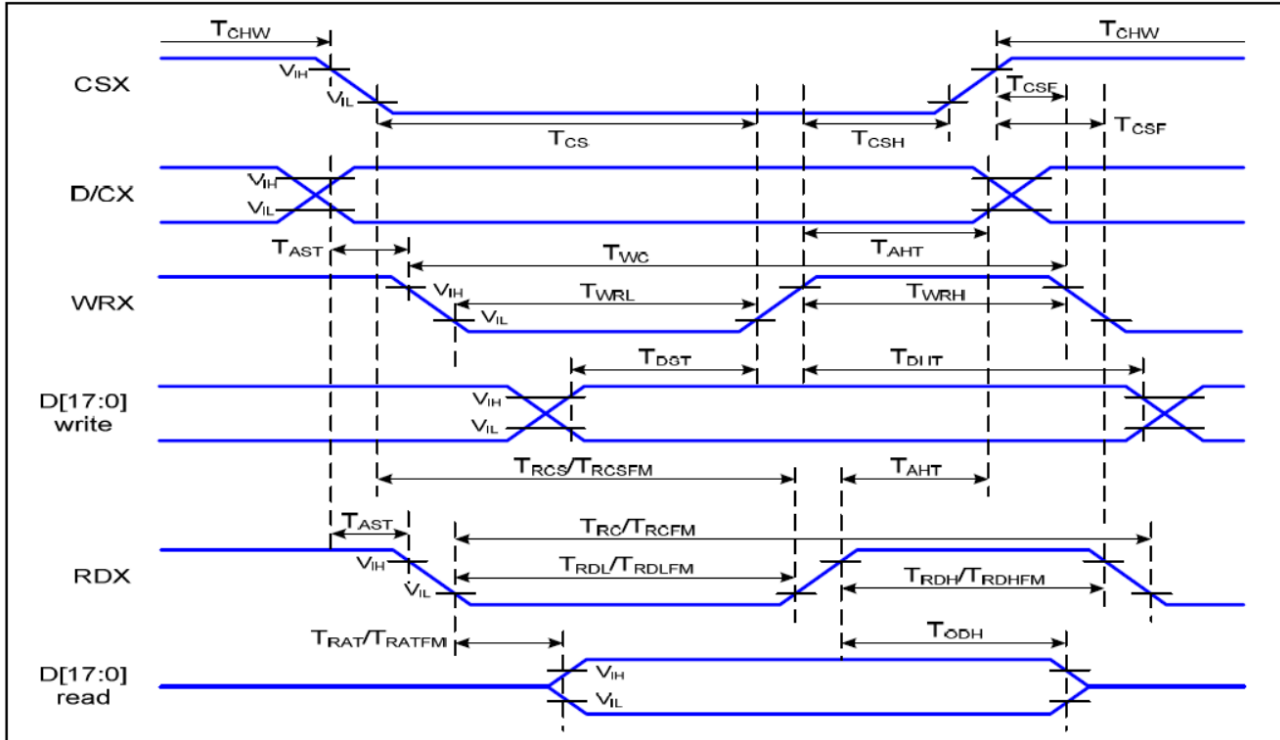 TCHW TCHW
CSX VIH VIL TCSF
TCS TCSH TCSF
D/CX VIH VIL
TAST TWC TAHT
WRX VIH VIL TWRL TWRH
TDST TDHT
D[17:0] VIH
write VIL
TRCS/TRCSFM TAHT
TAST TRC/TRCFM
RDX VIH VIL TRDL/TRDLFM TRDH/TRDHFM
TRAT/TRATFM TODH
D[17:0] VIH
read VIL